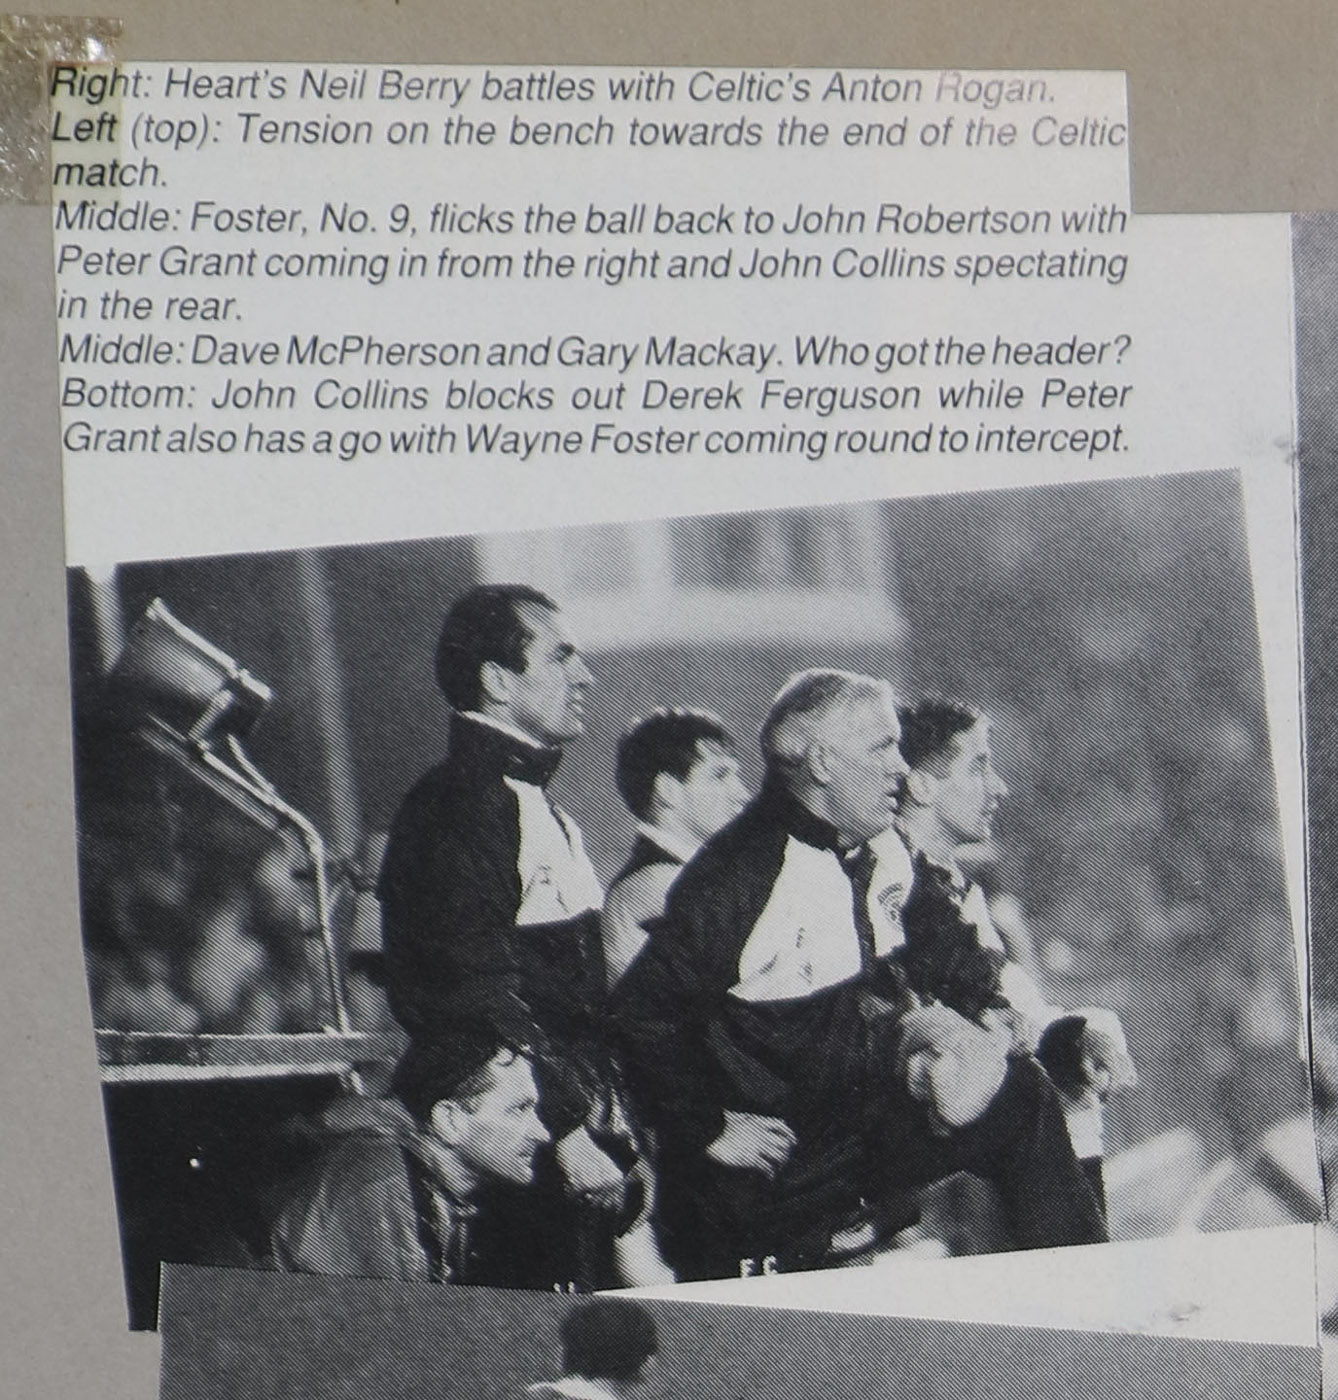 Right: Heart's Neil Berry battles with Celtic's Anton Rogan.
Left (top): Tension on the bench towards the end of the Celtic
match.
Middle: Foster, No. 9, flicks the ball back to John Robertson with
Peter Grant coming in from the right and John Collins spectating
in the rear.
Middle: Dave McPherson and Gary Mackay. Who got the header?
Bottom: John Collins blocks out Derek Ferguson while Peter
Grant also has a go with Wayne Foster coming round to intercept.
F C